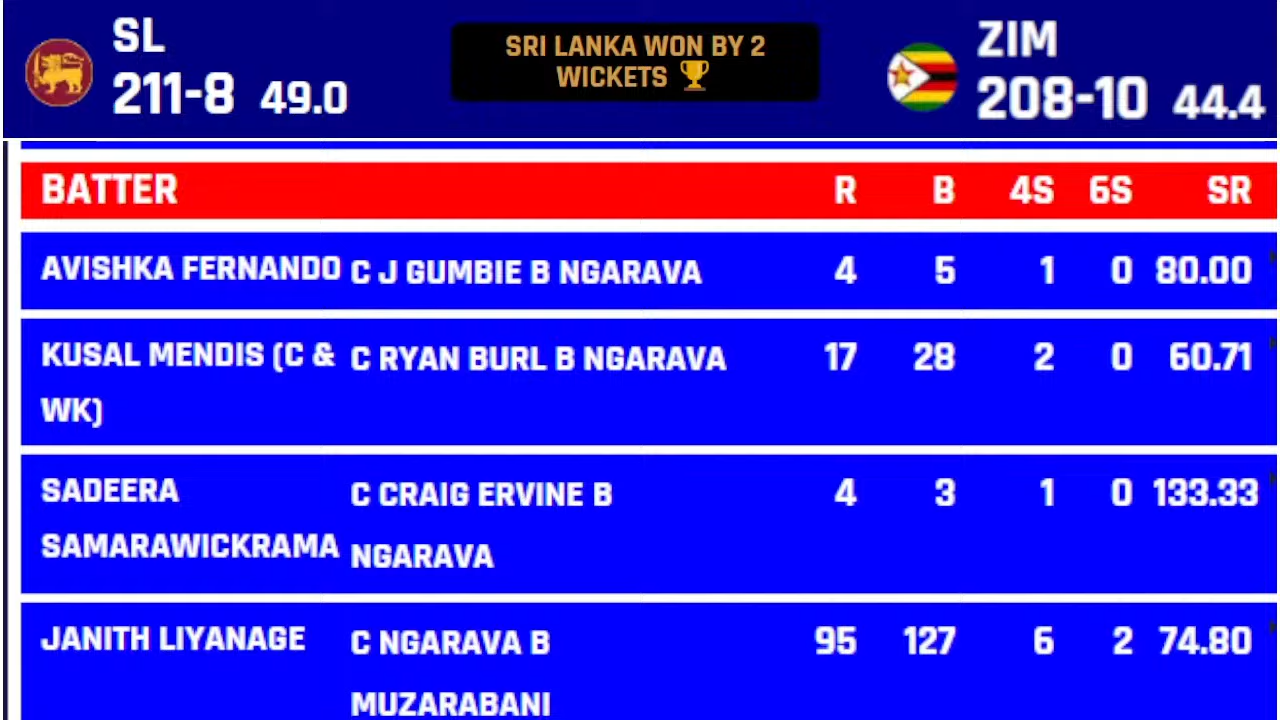 SL
211-8 49.0
SRI LANKA WON BY 2
WICKETS
ZIM
208-10 44.4
BATTER R B 4S 6S SR
AVISHKA FERNANDO C J GUMBIE B NGARAVA 4 5 1 0 80.00
KUSAL MENDIS (C & C RYAN BURL B NGARAVA 17 28 2 0 60.71
WK)
SADEERA C CRAIG ERVINE B 4 3 1 0 133.33
SAMARAWICKRAMA NGARAVA
JANITH LIYANAGE C NGARAVA B 95 127 6 2 74.80
MUZARABANI